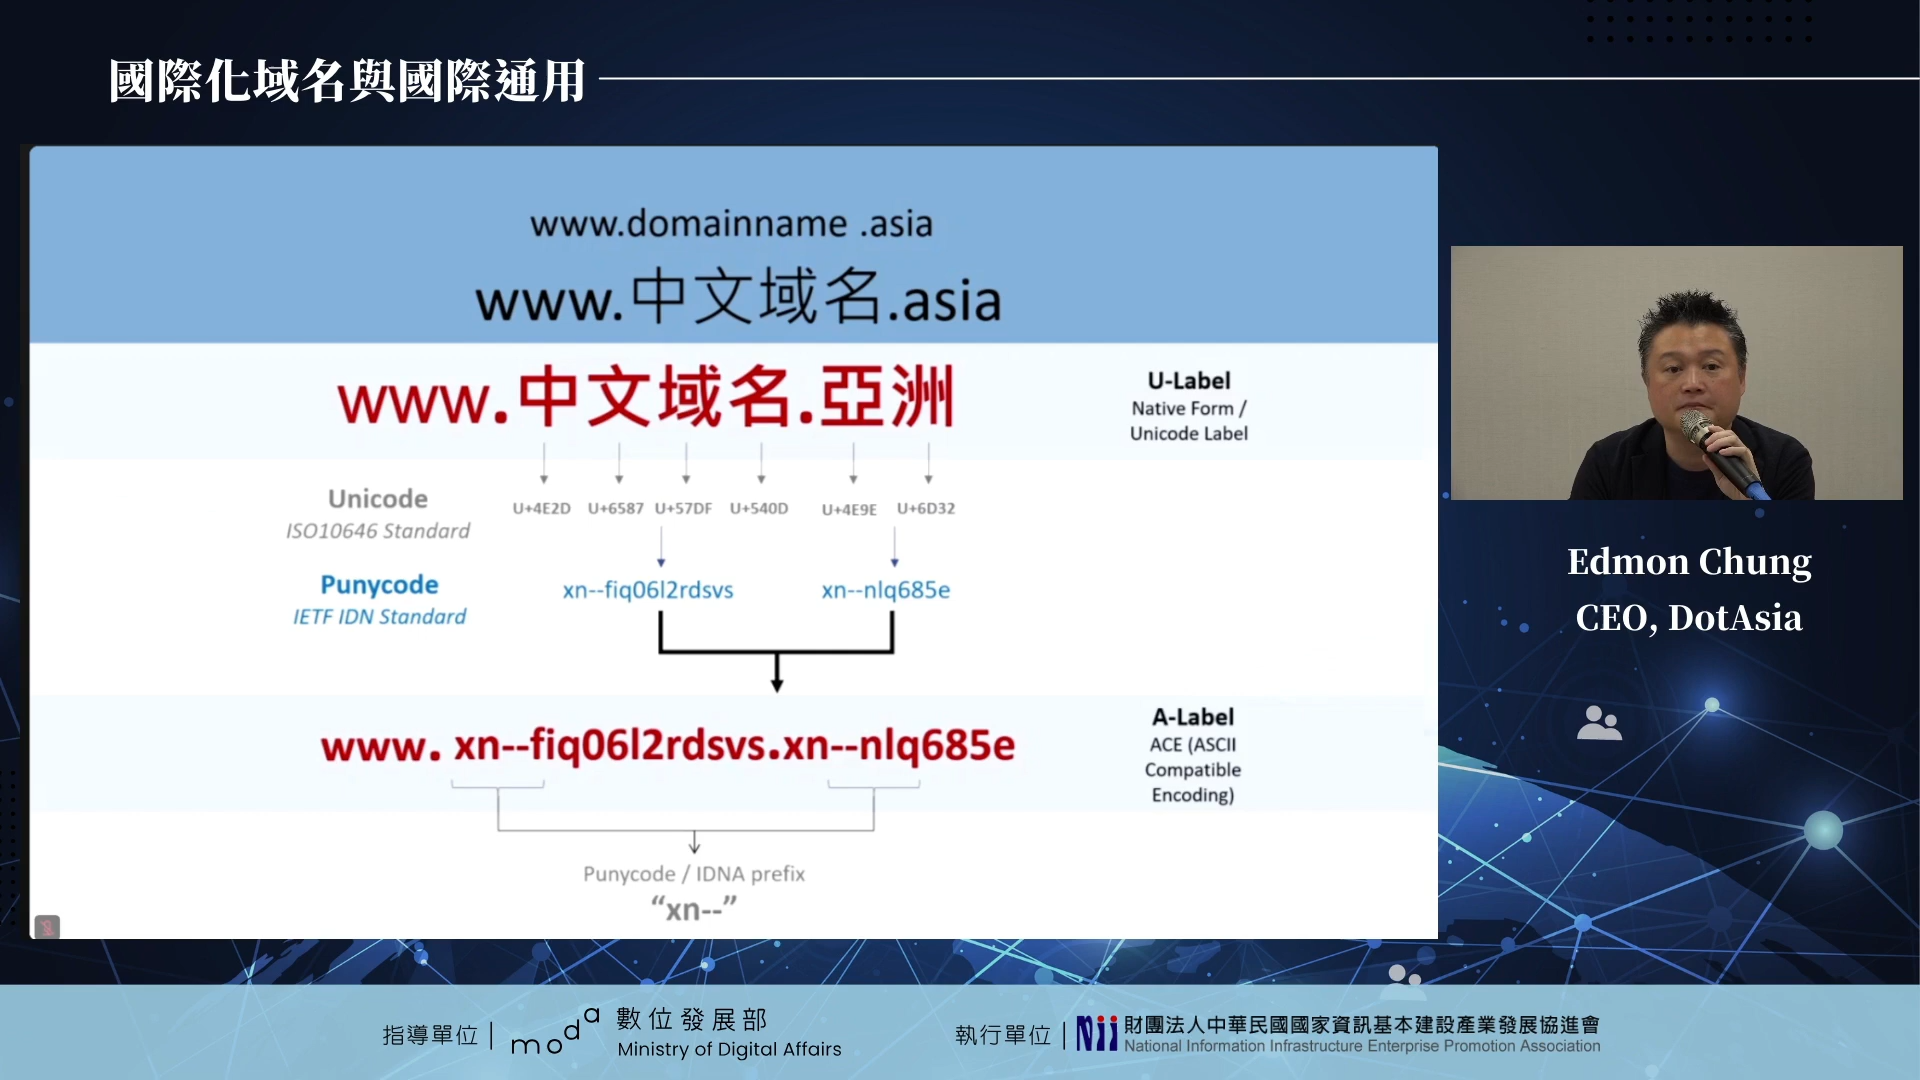 國際化域名與國際通用
www.domainname .asia
www.中文域名.asia
www.中文域名.亞洲
U-Label
Native Form /
Unicode Label
Unicode
ISO10646 Standard
U+4E2D U+6587 U+57DF U+540D U+4E9E U+6D32
Punycode
IETF IDN Standard
xn--fiq06l2rdsvs xn--nlq685e
www. xn--fiq06l2rdsvs.xn--nlq685e
A-Label
ACE (ASCII
Compatible
Encoding)
Punycode / IDNA prefix
“xn--”
Edmon Chung
CEO, DotAsia
指導單位 | moda 數位發展部
Ministry of Digital Affairs
執行單位 | Nii 財團法人中華民國國家資訊基本建設產業發展協進會
National Information Infrastructure Enterprise Promotion Association